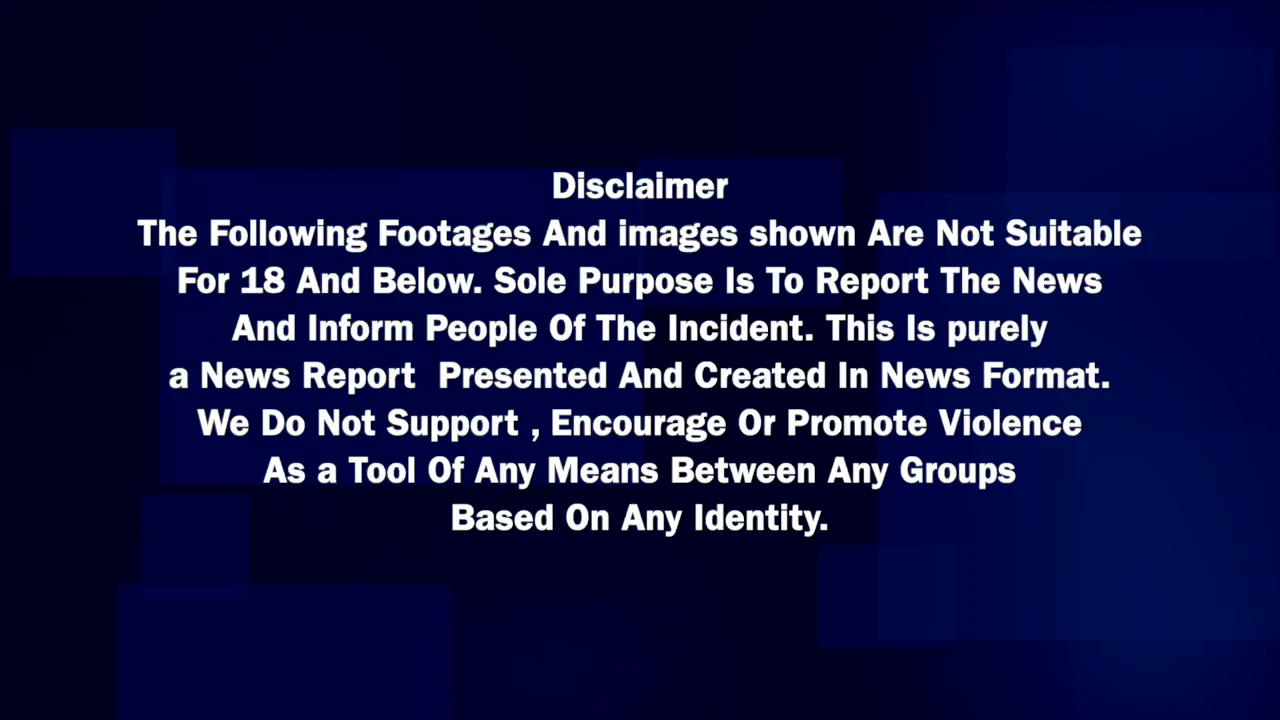 Disclaimer
The Following Footages And images shown Are Not Suitable
For 18 And Below. Sole Purpose Is To Report The News
And Inform People Of The Incident. This Is purely
a News Report  Presented And Created In News Format.
We Do Not Support , Encourage Or Promote Violence
As a Tool Of Any Means Between Any Groups
Based On Any Identity.